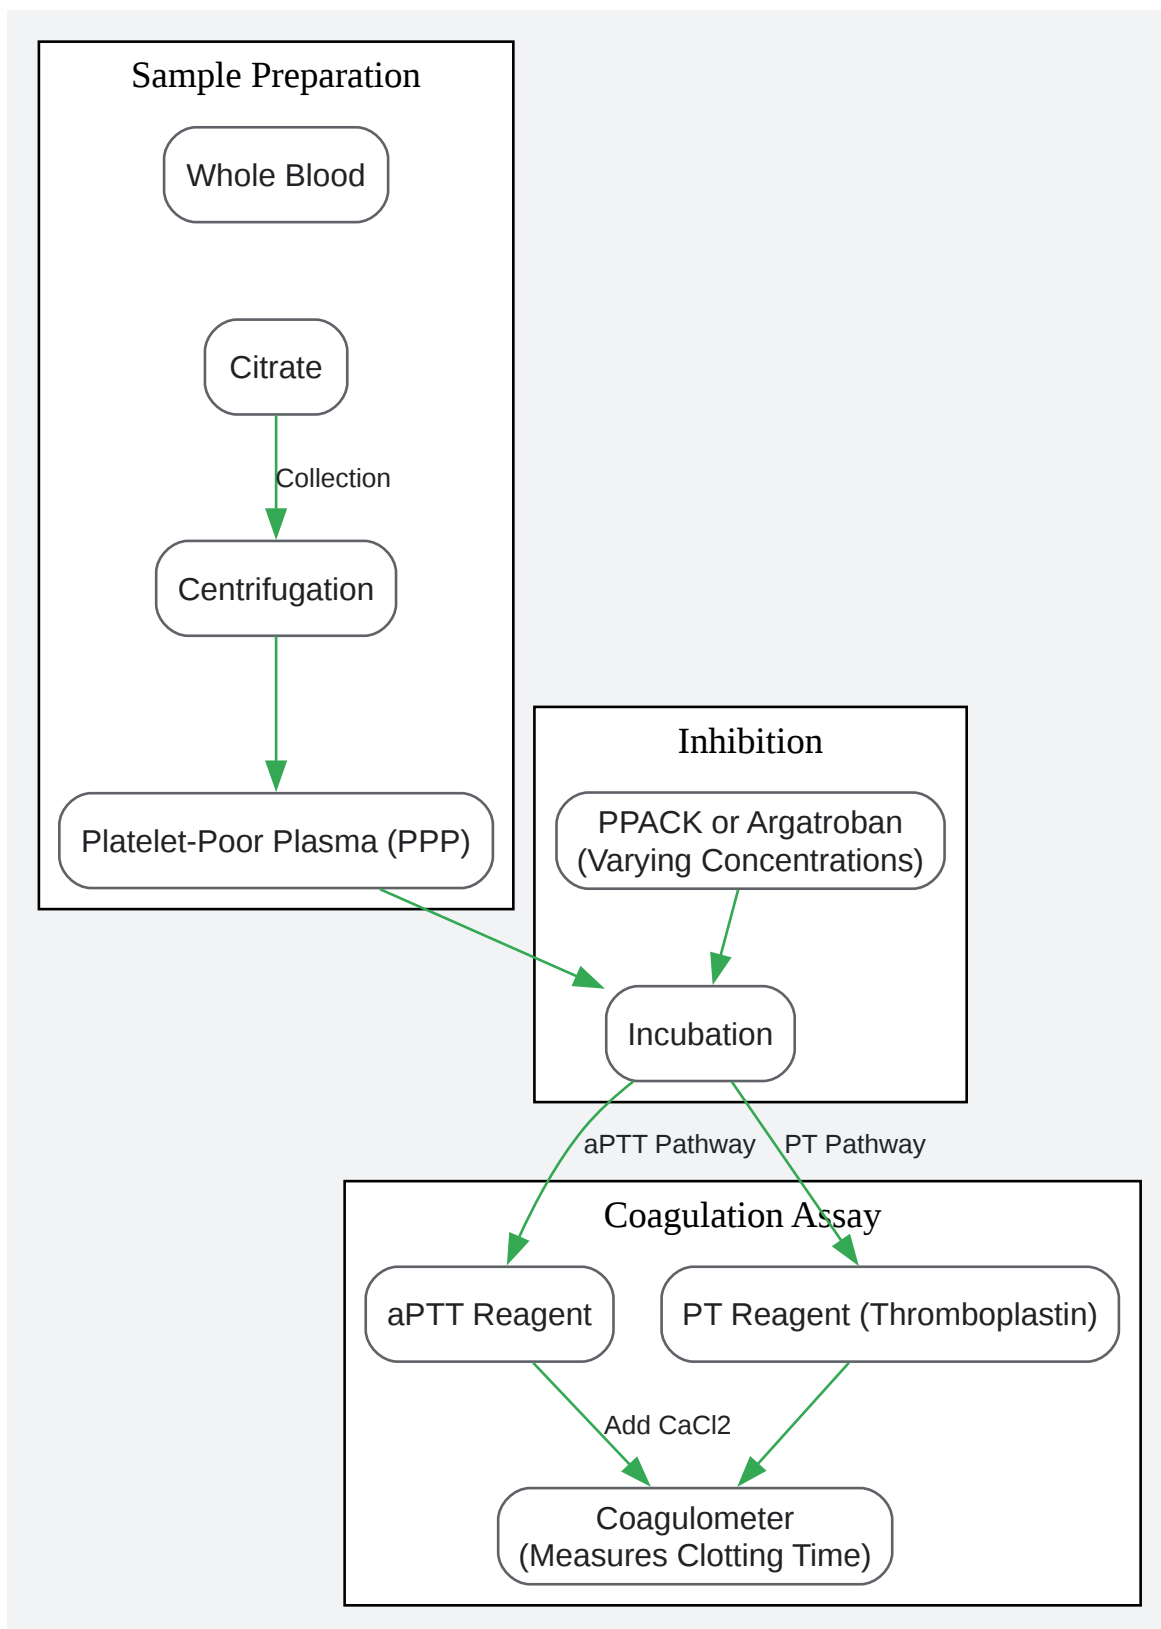 Sample Preparation
Whole Blood
Citrate
Collection
Centrifugation
Platelet-Poor Plasma (PPP)
Inhibition
PPACK or Argatroban
(Varying Concentrations)
Incubation
aPTT Pathway
PT Pathway
Coagulation Assay
aPTT Reagent
PT Reagent (Thromboplastin)
Add CaCl2
Coagulometer
(Measures Clotting Time)